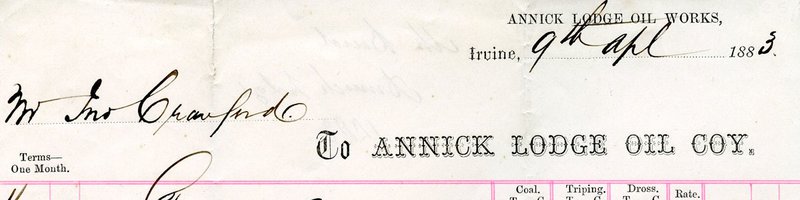 ANNICK LODGE OIL WORKS,
Irvine, 9th Apl 1883.
Mr Jno Crawford.
To ANNICK LODGE OIL COY.
Terms—
One Month.
Coal. Triping. Dross. Rate.